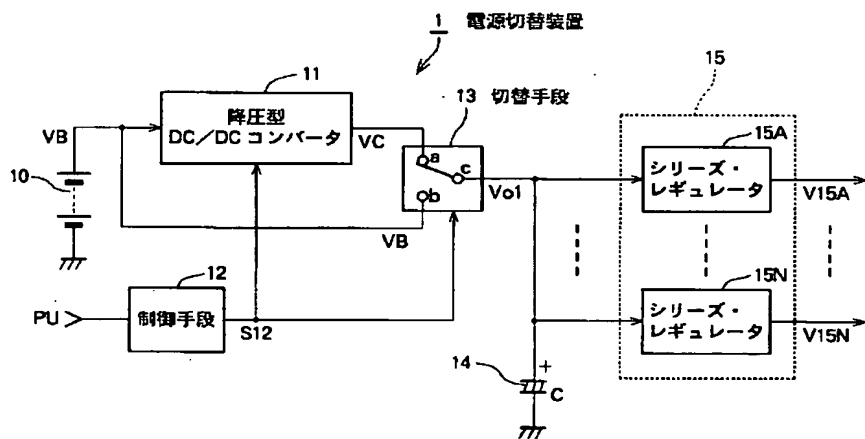 1 電源切替装置
11
降圧型
DC/DC コンバータ
VB
VC
13 切替手段
a
b
c
Vo1
VB
10
12
制御手段
PU
S12
14
+
C
15
15A
シリーズ・
レギュレータ
V15A
15N
シリーズ・
レギュレータ
V15N